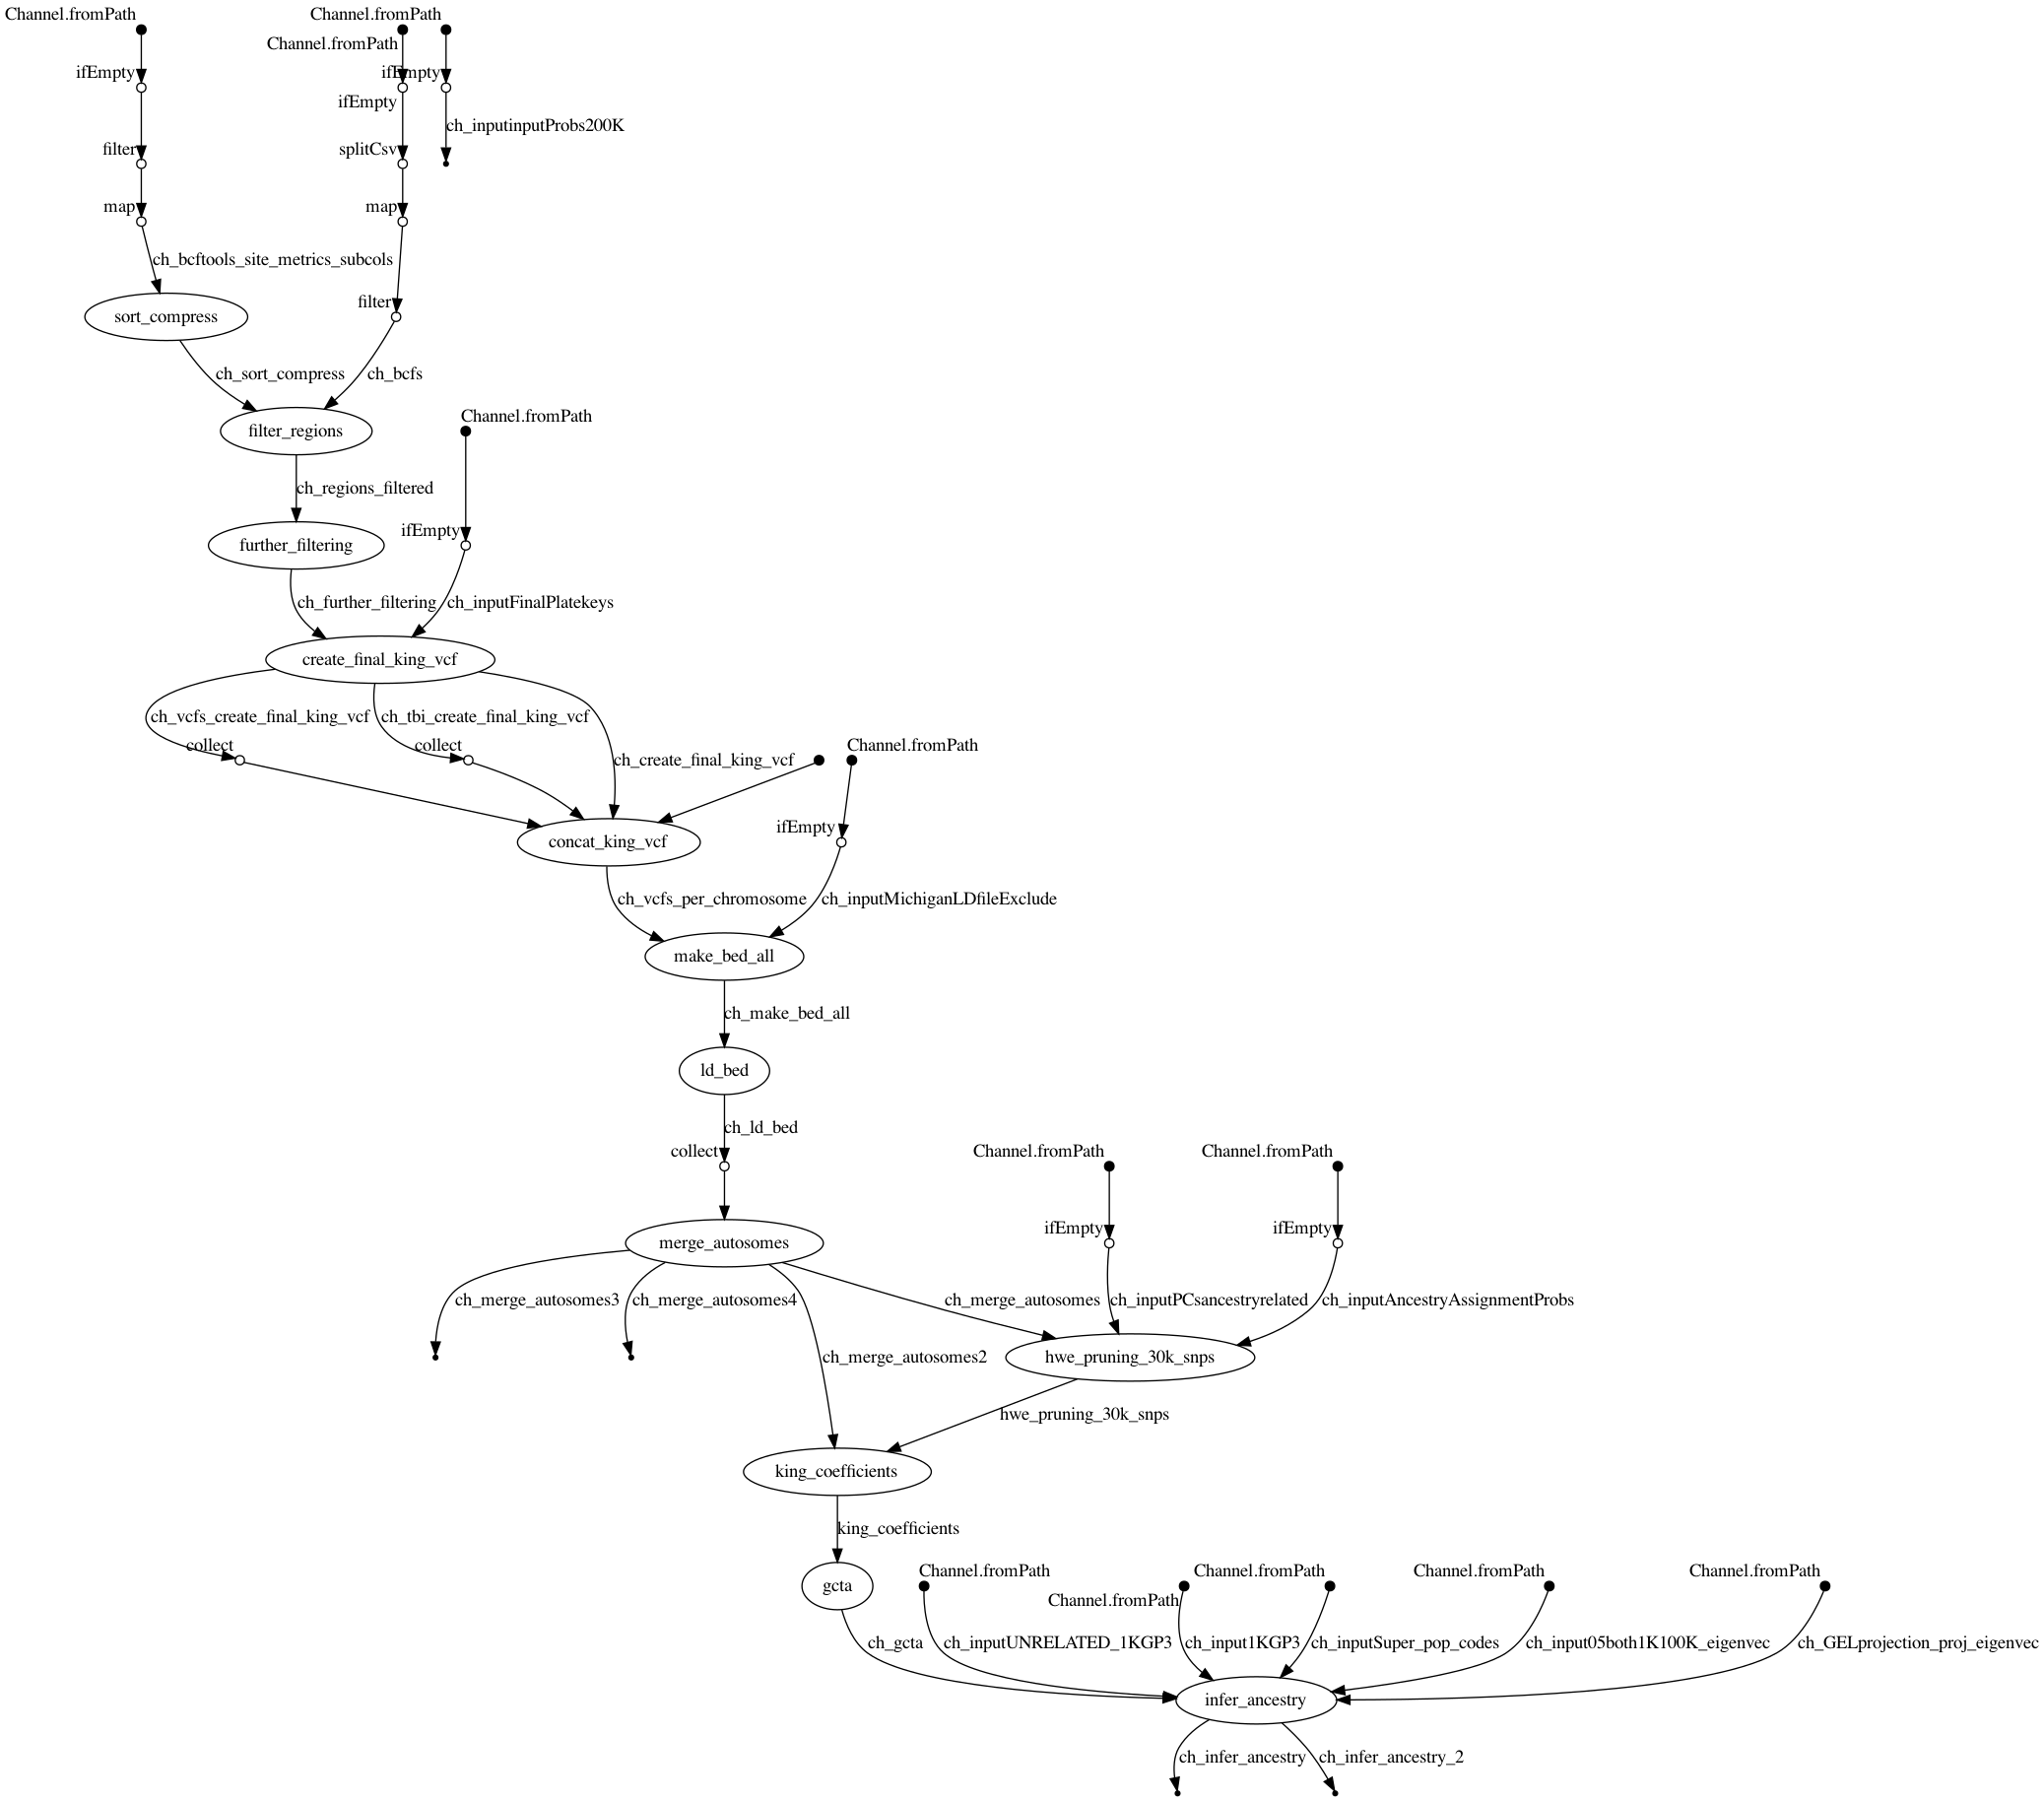 Channel.fromPath
Channel.fromPath
Channel.fromPath
ifEmpty
ifEmpty
ifEmpty
ch_inputinputProbs200K
filter
splitCsv
map
map
ch_bcftools_site_metrics_subcols
filter
sort_compress
ch_sort_compress
ch_bcfs
Channel.fromPath
filter_regions
ch_regions_filtered
ifEmpty
further_filtering
ch_further_filtering
ch_inputFinalPlatekeys
create_final_king_vcf
ch_vcfs_create_final_king_vcf
ch_tbi_create_final_king_vcf
collect
collect
Channel.fromPath
ch_create_final_king_vcf
ifEmpty
concat_king_vcf
ch_vcfs_per_chromosome
ch_inputMichiganLDfileExclude
make_bed_all
ch_make_bed_all
ld_bed
ch_ld_bed
collect
Channel.fromPath
Channel.fromPath
ifEmpty
ifEmpty
merge_autosomes
ch_merge_autosomes3
ch_merge_autosomes4
ch_merge_autosomes
ch_inputPCsancestryrelated
ch_inputAncestryAssignmentProbs
ch_merge_autosomes2
hwe_pruning_30k_snps
hwe_pruning_30k_snps
king_coefficients
king_coefficients
Channel.fromPath
Channel.fromPath
Channel.fromPath
Channel.fromPath
Channel.fromPath
gcta
ch_gcta
ch_inputUNRELATED_1KGP3
ch_input1KGP3
ch_inputSuper_pop_codes
ch_input05both1K100K_eigenvec
ch_GELprojection_proj_eigenvec
infer_ancestry
ch_infer_ancestry
ch_infer_ancestry_2